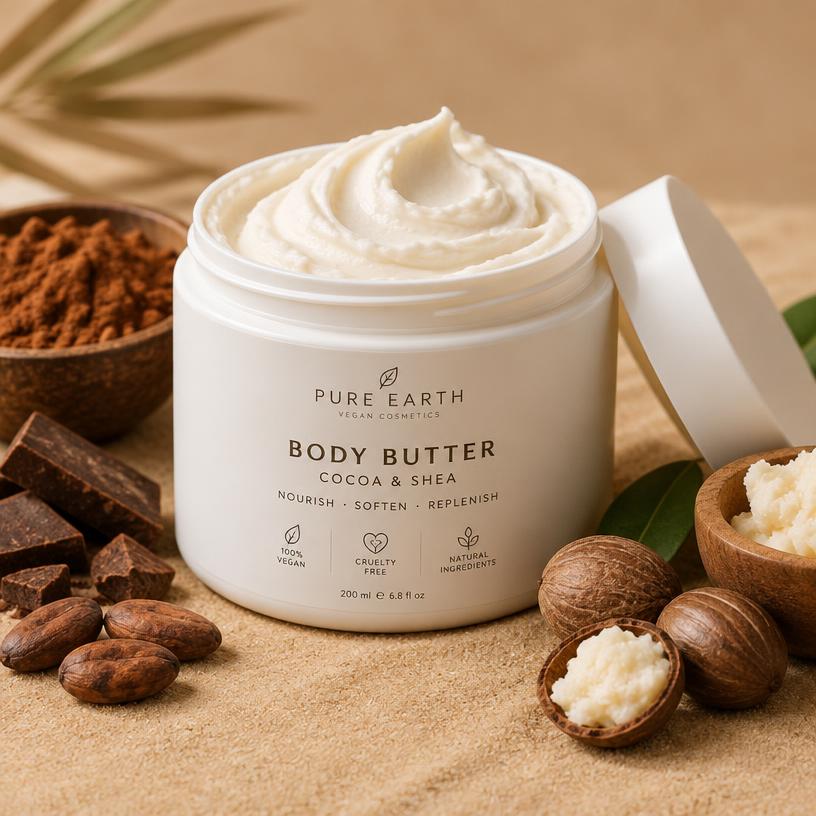 PURE EARTH
VEGAN COSMETICS
BODY BUTTER
COCOA & SHEA
NOURISH · SOFTEN · REPLENISH
100%
VEGAN
CRUELTY
FREE
NATURAL
INGREDIENTS
200 ml ℮ 6.8 fl oz